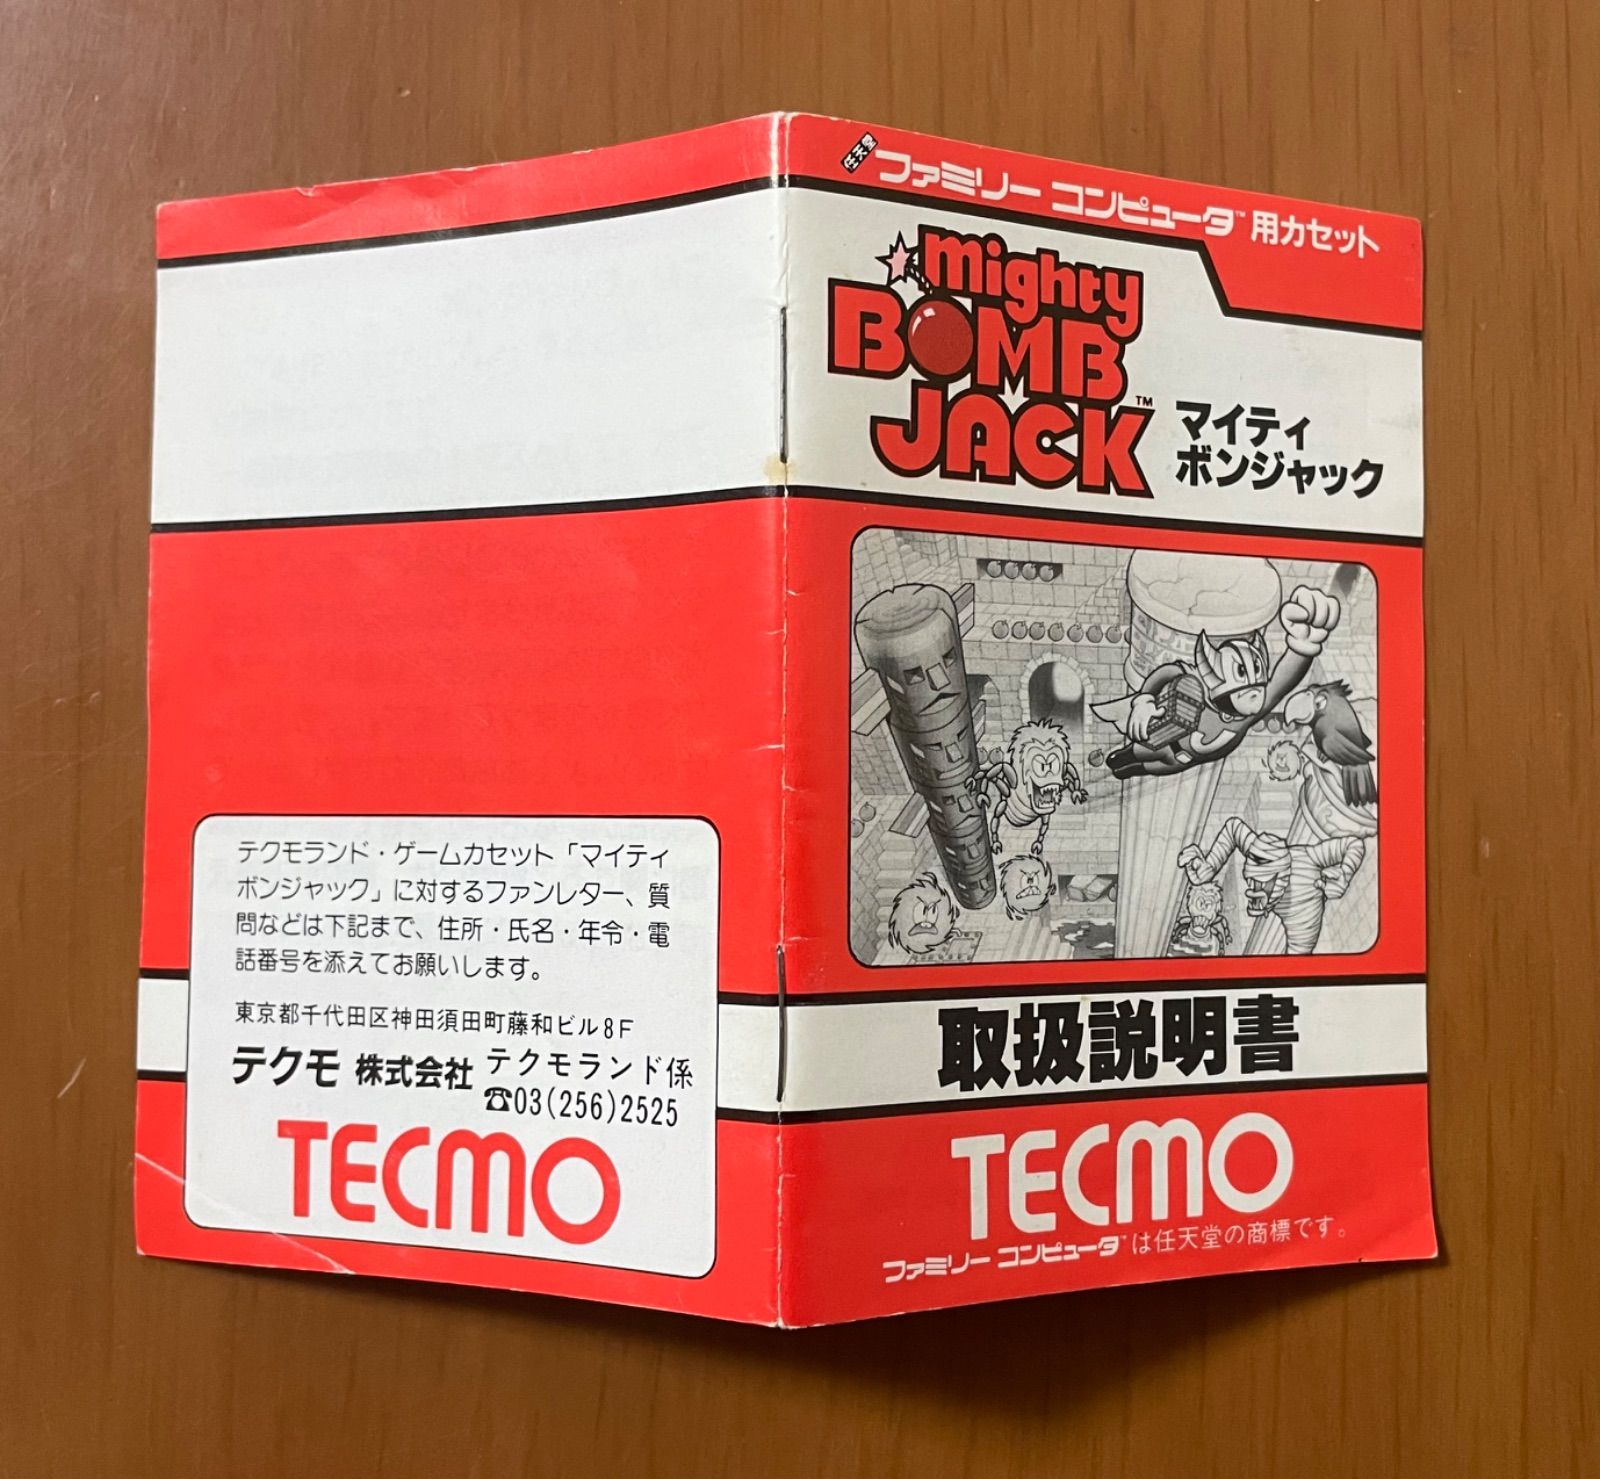 任天堂
ファミリー コンピュータ™用カセット
mighty
BOMB
JACK™
マイティ
ボンジャック
取扱説明書
TECMO
ファミリー コンピュータ™は任天堂の商標です。
テクモランド・ゲームカセット「マイティ
ボンジャック」に対するファンレター、質
問などは下記まで、住所・氏名・年令・電
話番号を添えてお願いします。
東京都千代田区神田須田町藤和ビル8F
テクモ 株式会社 テクモランド係
☎03(256)2525
TECMO